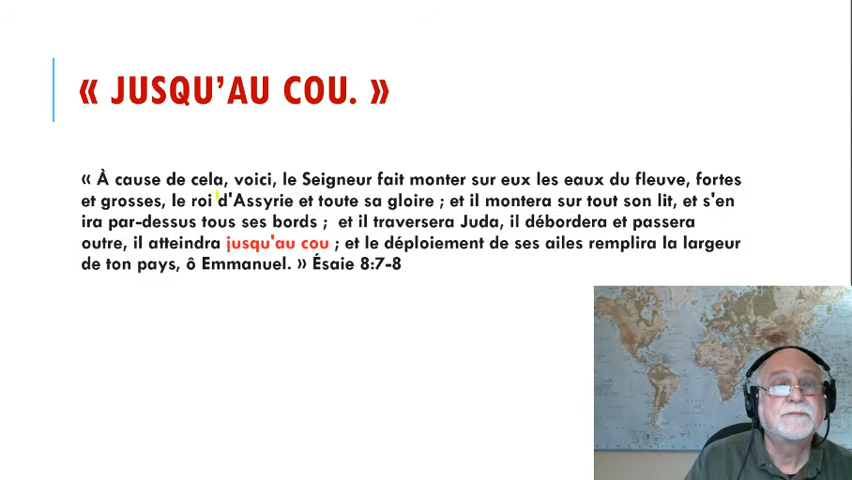 « JUSQU’AU COU. »
« À cause de cela, voici, le Seigneur fait monter sur eux les eaux du fleuve, fortes
et grosses, le roi d'Assyrie et toute sa gloire ; et il montera sur tout son lit, et s'en
ira par-dessus tous ses bords ;  et il traversera Juda, il débordera et passera
outre, il atteindra jusqu'au cou ; et le déploiement de ses ailes remplira la largeur
de ton pays, ô Emmanuel. » Ésaie 8:7-8